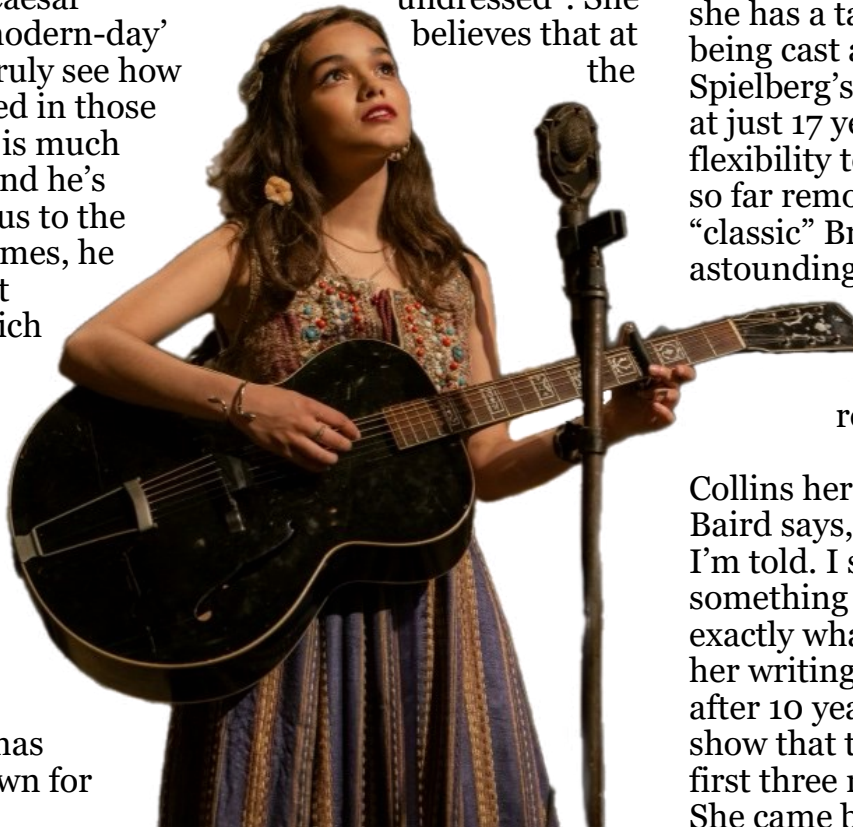 undressed”. She
believes that at
the
modern-day’
truly see how
ed in those
is much
nd he’s
us to the
mes, he
t
ich
has
wn for
she has a ta
being cast a
Spielberg’s
at just 17 ye
flexibility to
so far remo
“classic” Br
astounding
re
Collins her
Baird says,
I’m told. I s
something
exactly wha
her writing
after 10 yea
show that t
first three r
She came b